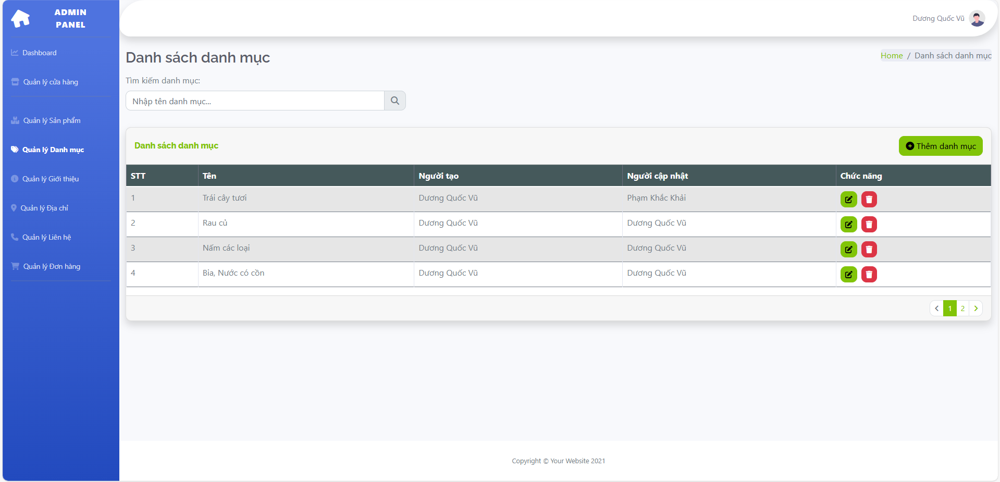 ADMIN
PANEL
Dashboard
Quản lý cửa hàng
Quản lý Sản phẩm
Quản lý Danh mục
Quản lý Giới thiệu
Quản lý Địa chỉ
Quản lý Liên hệ
Quản lý Đơn hàng
Dương Quốc Vũ
Danh sách danh mục
Home / Danh sách danh mục
Tìm kiếm danh mục:
Nhập tên danh mục...
Danh sách danh mục
Thêm danh mục
STT Tên Người tạo Người cập nhật Chức năng
1 Trái cây tươi Dương Quốc Vũ Phạm Khắc Khải
2 Rau củ Dương Quốc Vũ Dương Quốc Vũ
3 Nấm các loại Dương Quốc Vũ Dương Quốc Vũ
4 Bia, Nước có cồn Dương Quốc Vũ Dương Quốc Vũ
1 2
Copyright © Your Website 2021